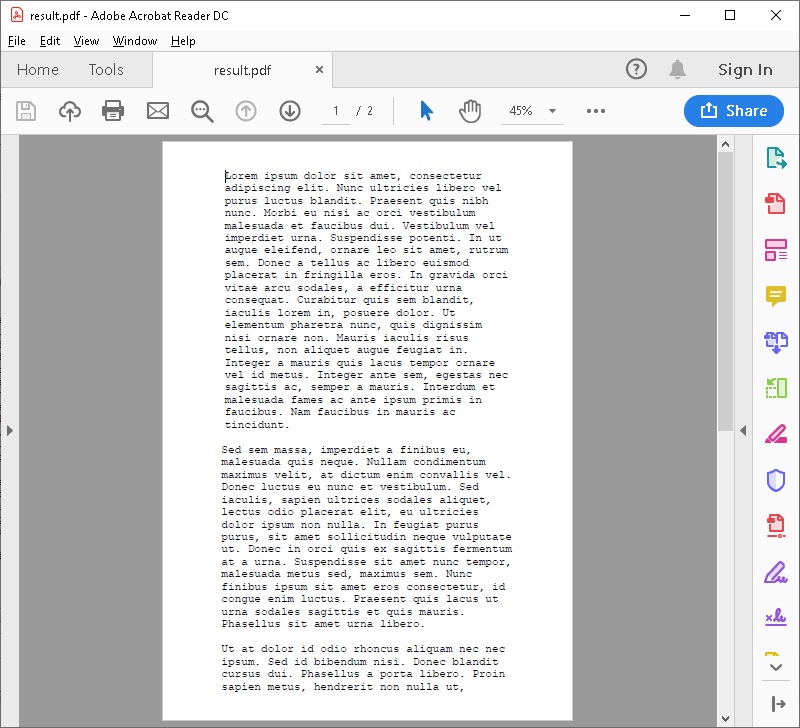 result.pdf - Adobe Acrobat Reader DC
File Edit View Window Help
Home Tools result.pdf × ? Sign In
1 / 2 45% Share
Lorem ipsum dolor sit amet, consectetur
adipiscing elit. Nunc ultricies libero vel
purus luctus blandit. Praesent quis nibh
nunc. Morbi eu nisi ac orci vestibulum
malesuada et faucibus dui. Vestibulum vel
imperdiet urna. Suspendisse potenti. In ut
augue eleifend, ornare leo sit amet, rutrum
sem. Donec a tellus ac libero euismod
placerat in fringilla eros. In gravida orci
vitae arcu sodales, a efficitur urna
consequat. Curabitur quis sem blandit,
iaculis lorem in, posuere dolor. Ut
elementum pharetra nunc, quis dignissim
nisi ornare non. Mauris iaculis risus
tellus, non aliquet augue feugiat in.
Integer a mauris quis lacus tempor ornare
vel id metus. Integer ante sem, egestas nec
sagittis ac, semper a mauris. Interdum et
malesuada fames ac ante ipsum primis in
faucibus. Nam faucibus in mauris ac
tincidunt.
Sed sem massa, imperdiet a finibus eu,
malesuada quis neque. Nullam condimentum
maximus velit, at dictum enim convallis vel.
Donec luctus eu nunc et vestibulum. Sed
iaculis, sapien ultrices sodales aliquet,
lectus odio placerat elit, eu ultricies
dolor ipsum non nulla. In feugiat purus
purus, sit amet sollicitudin neque vulputate
ut. Donec in orci quis ex sagittis fermentum
at a urna. Suspendisse sit amet nunc tempor,
malesuada metus sed, maximus sem. Nunc
finibus ipsum sit amet eros consectetur, id
congue enim luctus. Praesent quis lacus ut
urna sodales sagittis et quis mauris.
Phasellus sit amet urna libero.
Ut at dolor id odio rhoncus aliquam nec nec
ipsum. Sed id bibendum nisi. Donec blandit
cursus dui. Phasellus a porta libero. Proin
sapien metus, hendrerit non nulla ut,